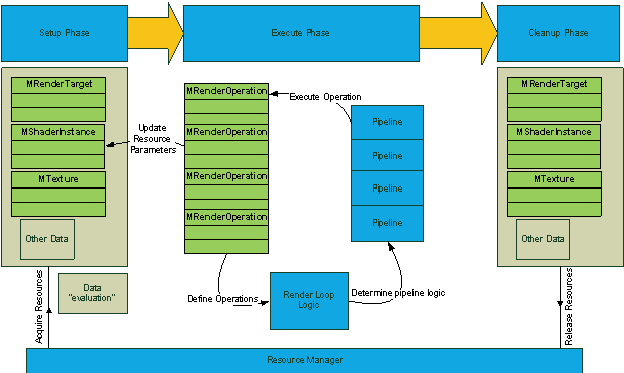 Setup Phase
Execute Phase
Cleanup Phase
MRenderTarget
MShaderInstance
MTexture
Other Data
Data
"evaluation"
Acquire Resources
Update
Resource
Parameters
MRenderOperation
MRenderOperation
MRenderOperation
MRenderOperation
Execute Operation
Pipeline
Pipeline
Pipeline
Pipeline
Define Operations
Render Loop
Logic
Determine pipeline logic
MRenderTarget
MShaderInstance
MTexture
Other Data
Release Resources
Resource Manager